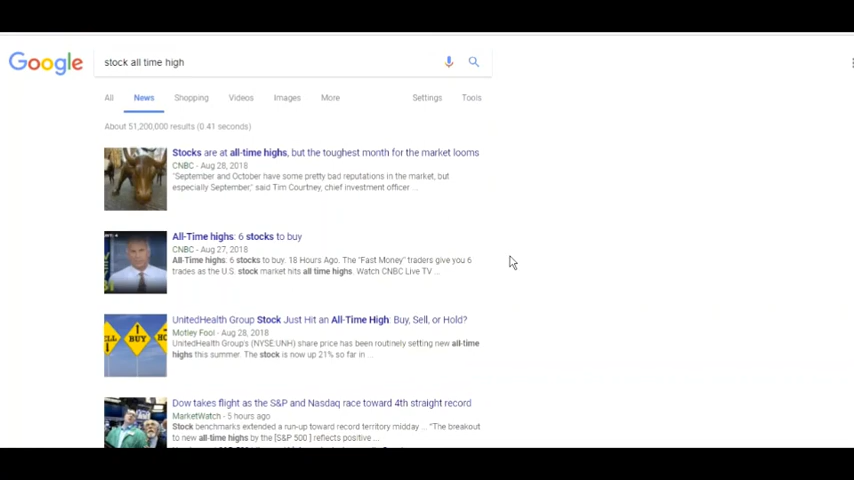 Google
stock all time high
All News Shopping Videos Images More Settings Tools
About 51,200,000 results (0.41 seconds)
Stocks are at all-time highs, but the toughest month for the market looms
CNBC - Aug 28, 2018
"September and October have some pretty bad reputations in the market, but
especially September," said Tim Courtney, chief investment officer ...
All-Time highs: 6 stocks to buy
CNBC - Aug 27, 2018
All-Time highs: 6 stocks to buy. 18 Hours Ago. The "Fast Money" traders give you 6
trades as the U.S. stock market hits all time highs. Watch CNBC Live TV ...
UnitedHealth Group Stock Just Hit an All-Time High: Buy, Sell, or Hold?
Motley Fool - Aug 28, 2018
UnitedHealth Group's (NYSE:UNH) share price has been routinely setting new all-time
highs this summer. The stock is now up 21% so far in ...
ELL BUY HO
Dow takes flight as the S&P and Nasdaq race toward 4th straight record
MarketWatch - 5 hours ago
Stock benchmarks extended a run-up toward record territory midday ... "The breakout
to new all-time highs by the [S&P 500 ] reflects positive ...